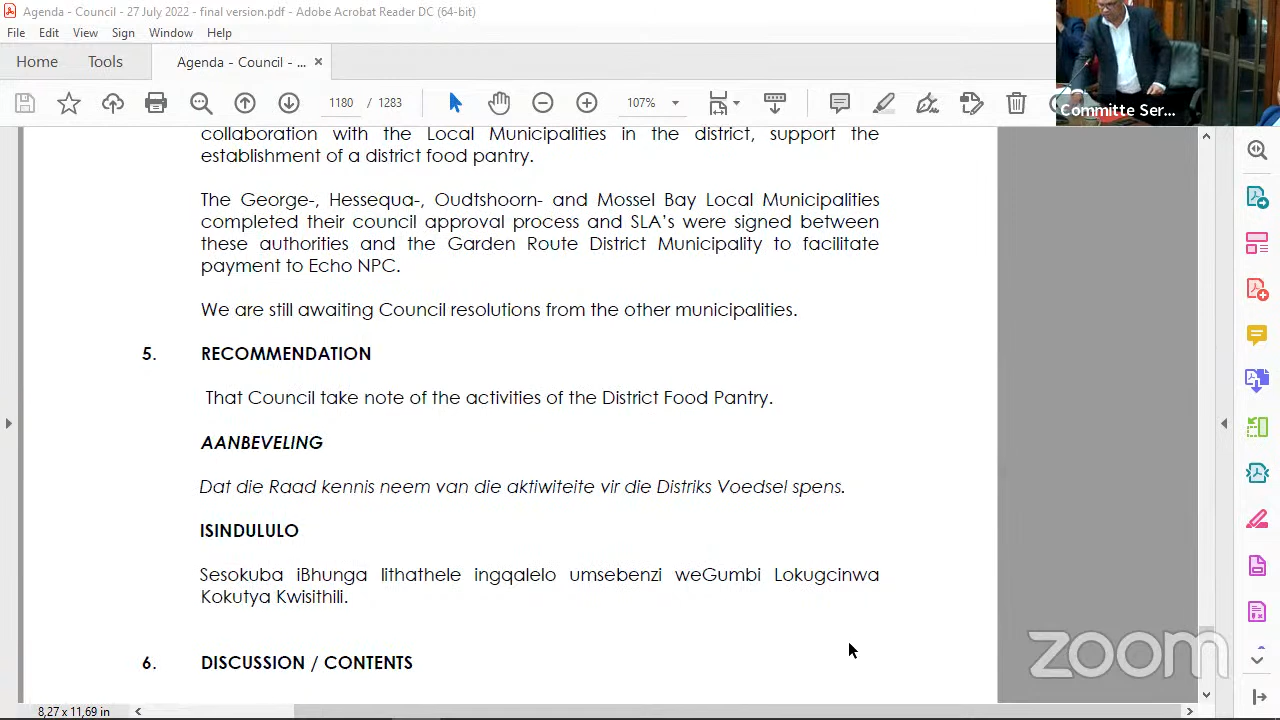 Agenda - Council - 27 July 2022 - final version.pdf - Adobe Acrobat Reader DC (64-bit)
File Edit View Sign Window Help
Home Tools Agenda - Council - ... ×
1180 / 1283 107%
Committe Ser...
collaboration with the Local Municipalities in the district, support the
establishment of a district food pantry.
The George-, Hessequa-, Oudtshoorn- and Mossel Bay Local Municipalities
completed their council approval process and SLA's were signed between
these authorities and the Garden Route District Municipality to facilitate
payment to Echo NPC.
We are still awaiting Council resolutions from the other municipalities.
5. RECOMMENDATION
That Council take note of the activities of the District Food Pantry.
AANBEVELING
Dat die Raad kennis neem van die aktiwiteite vir die Distriks Voedsel spens.
ISINDULULO
Sesokuba iBhunga lithathele ingqalelo umsebenzi weGumbi Lokugcinwa
Kokutya Kwisithili.
6. DISCUSSION / CONTENTS
zoom
8,27 x 11,69 in